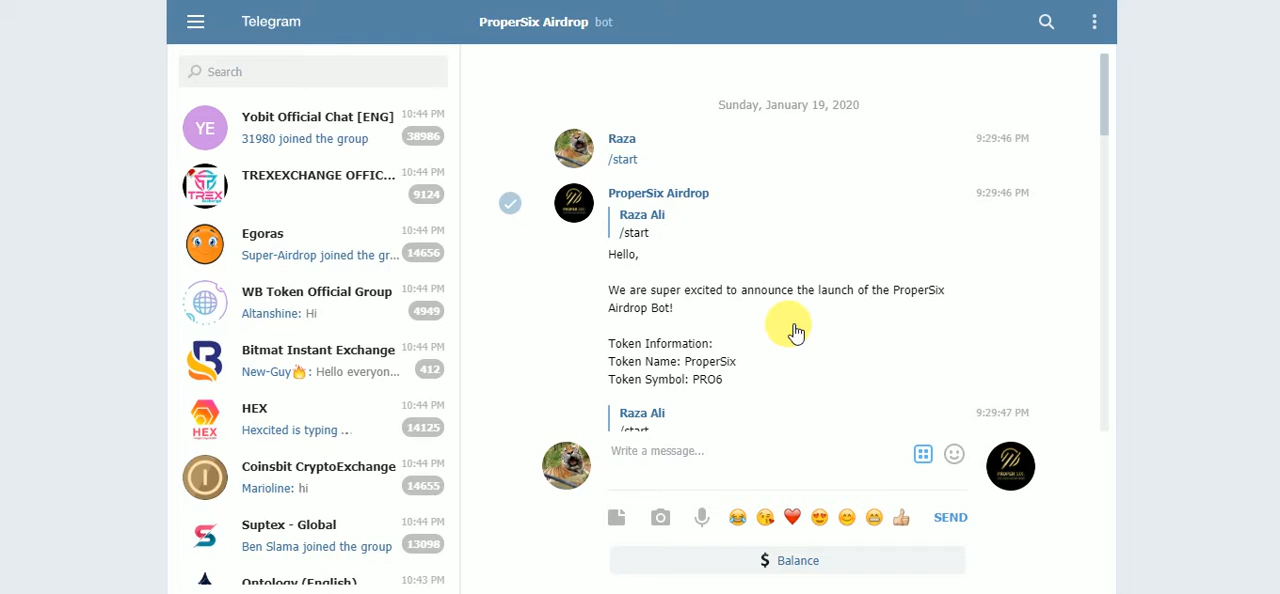 Telegram
ProperSix Airdrop bot
Search
YE
Yobit Official Chat [ENG] 10:44 PM
31980 joined the group 38986
TREXEXCHANGE OFFIC... 10:44 PM
TREX
9124
Egoras 10:44 PM
Super-Airdrop joined the gr... 14656
WB Token Official Group 10:44 PM
Altanshine: Hi 4949
Bitmat Instant Exchange 10:44 PM
New-Guy🔥: Hello everyon... 412
HEX 10:44 PM
HEX
Hexcited is typing ... 14125
Coinsbit CryptoExchange 10:44 PM
Marioline: hi 14655
Suptex - Global 10:44 PM
Ben Slama joined the group 13098
Ontology (English) 10:43 PM
Sunday, January 19, 2020
Raza 9:29:46 PM
/start
ProperSix Airdrop 9:29:46 PM
Raza Ali
/start
Hello,
We are super excited to announce the launch of the ProperSix
Airdrop Bot!
Token Information:
Token Name: ProperSix
Token Symbol: PRO6
Raza Ali 9:29:47 PM
/start
Write a message...
PROPER SIX
SEND
$ Balance